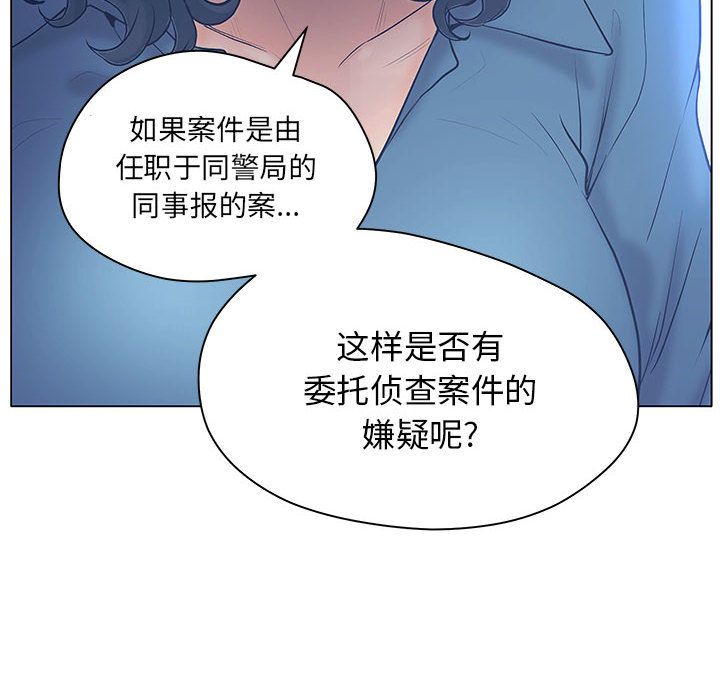 如果案件是由
任职于同警局的
同事报的案...
这样是否有
委托侦查案件的
嫌疑呢?